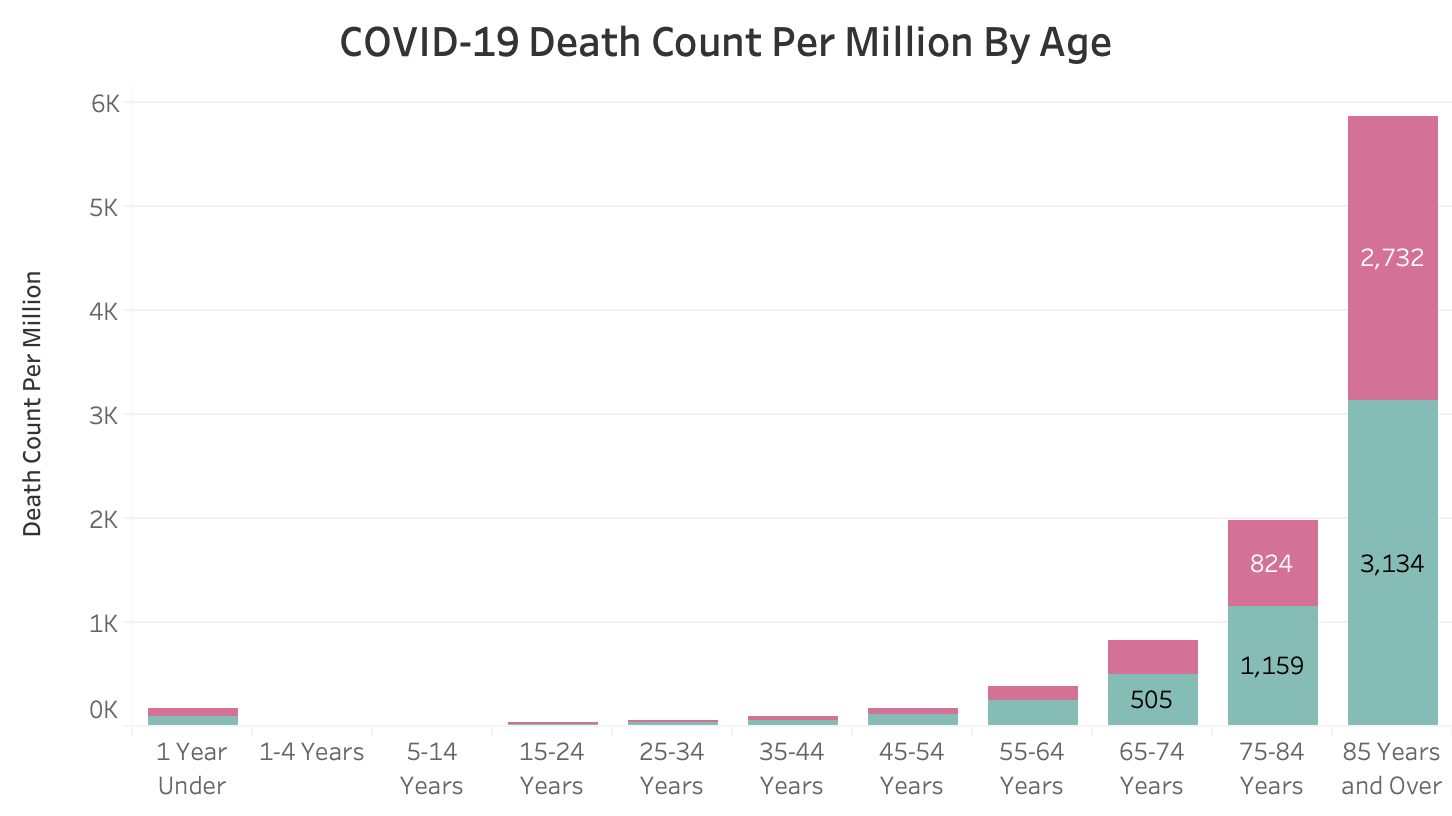 COVID-19 Death Count Per Million By Age
Death Count Per Million
6K
5K
4K
3K
2K
1K
0K
2,732
3,134
824
1,159
505
1 Year
Under
1-4 Years
5-14
Years
15-24
Years
25-34
Years
35-44
Years
45-54
Years
55-64
Years
65-74
Years
75-84
Years
85 Years
and Over